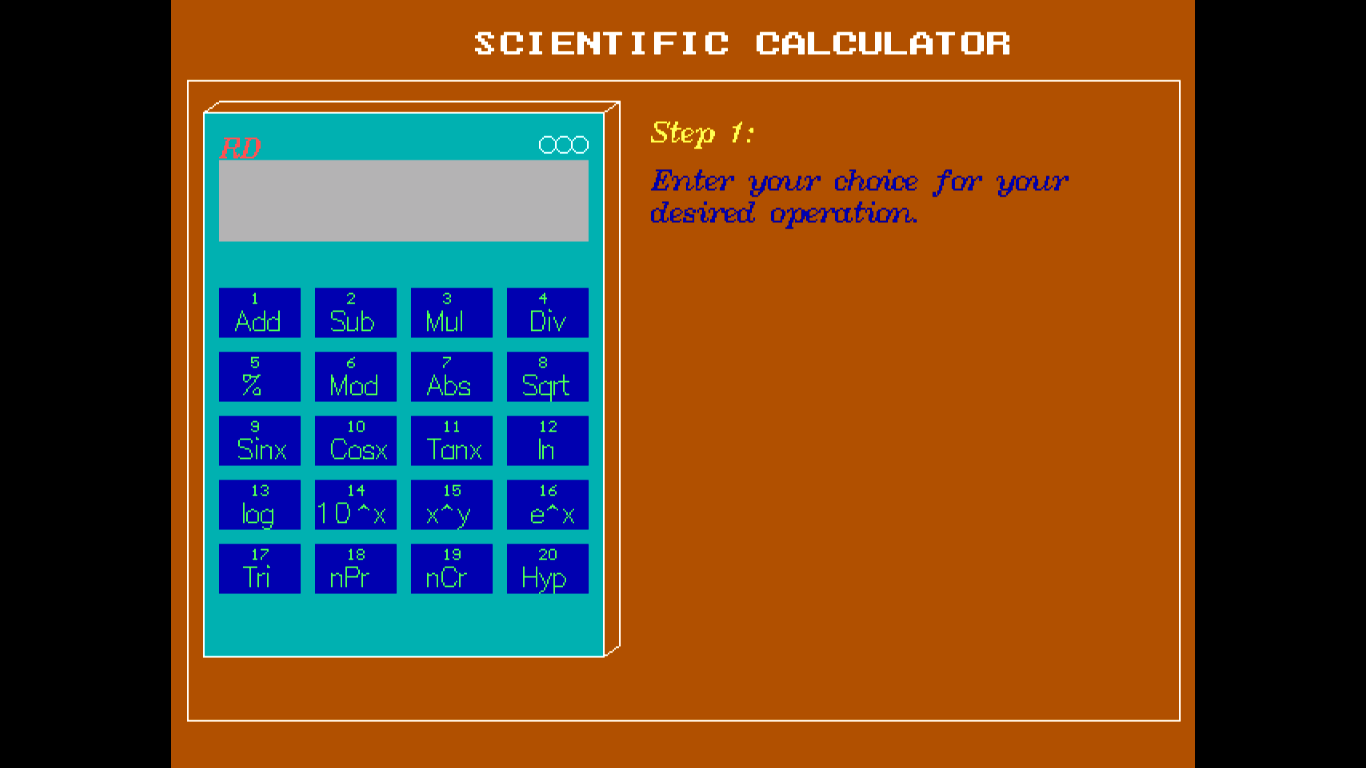 SCIENTIFIC CALCULATOR
RD
Step 1:
Enter your choice for your
desired operation.
1 2 3 4
Add Sub Mul Div
5 6 7 8
% Mod Abs Sqrt
9 10 11 12
Sinx Cosx Tanx ln
13 14 15 16
log 10^x x^y e^x
17 18 19 20
Tri nPr nCr Hyp